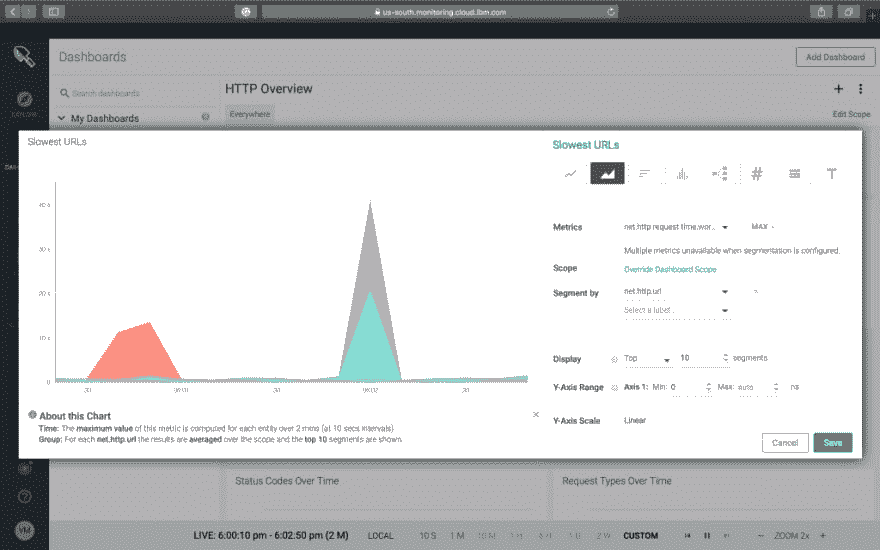 us-south.monitoring.cloud.ibm.com
Dashboards
Add Dashboard
Search dashboards
HTTP Overview
My Dashboards
Everywhere
Edit Scope
Slowest URLs
Slowest URLs
Metrics
net.http.request.time.wor..
MAX
Multiple metrics unavailable when segmentation is configured.
Scope
Override Dashboard Scope
Segment by
net.http.url
Select a label..
Display
Top
10
segments
Y-Axis Range
Axis 1: Min: 0
Max: auto
ns
Y-Axis Scale
Linear
20 s
0
:30
06:02
About this Chart
Time: The maximum value of this metric is computed for each entity over 2 mins (at 10 secs intervals)
Group: For each net.http.url the results are averaged over the scope and the top 10 segments are shown.
Cancel
Save
Status Codes Over Time
Request Types Over Time
VM
LIVE: 6:00:10 pm - 6:02:50 pm (2 M)
LOCAL
10 S
1 M
10 M
1 H
6 H
1 D
2 W
CUSTOM
ZOOM 2x